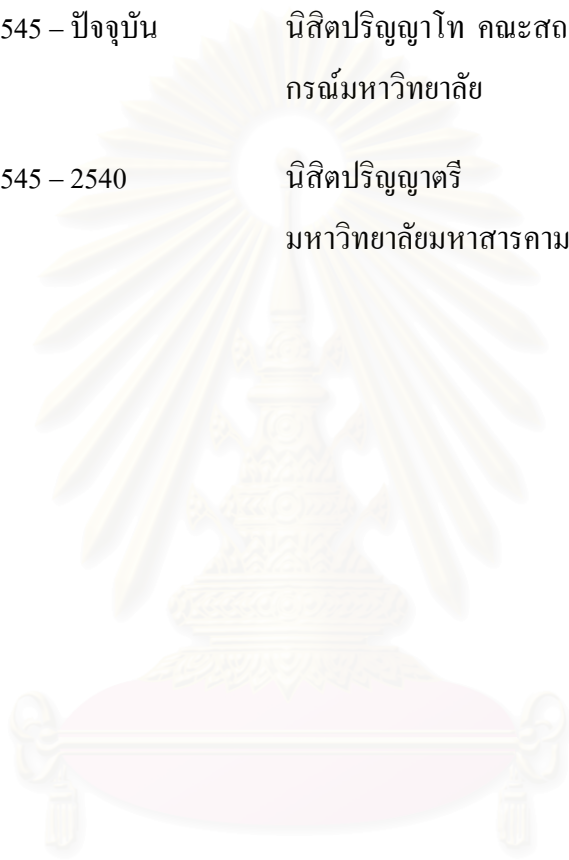 545 – ปัจจุบัน นิสิตปริญญาโท คณะสถ
กรณ์มหาวิทยาลัย
545 – 2540 นิสิตปริญญาตรี
มหาวิทยาลัยมหาสารคาม